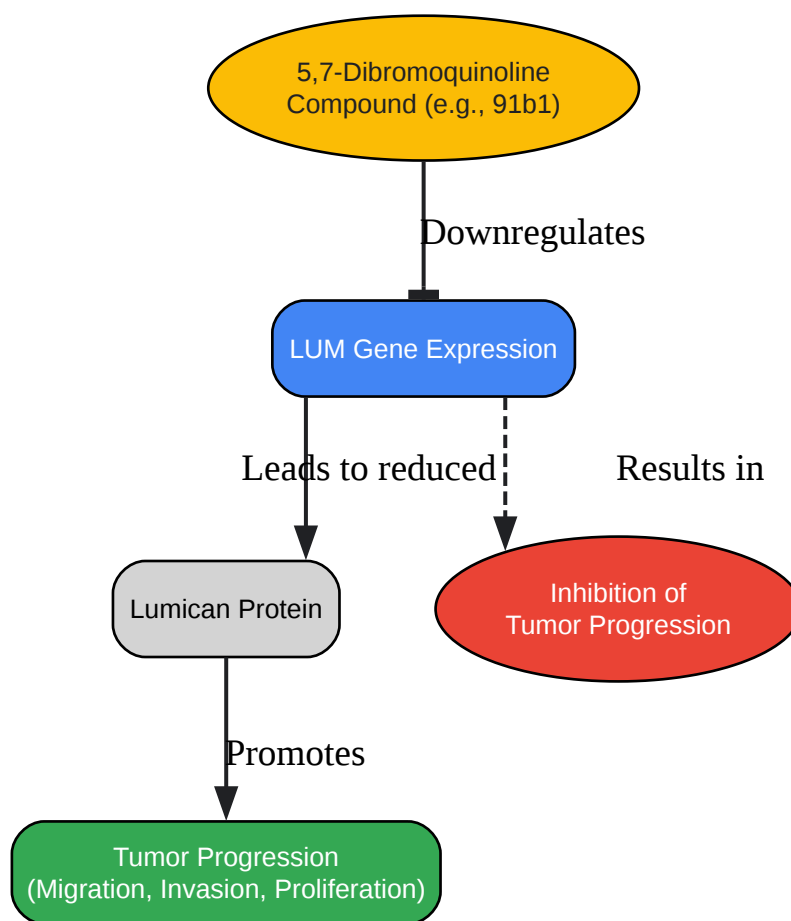 5,7-Dibromoquinoline
Compound (e.g., 91b1)
Downregulates
LUM Gene Expression
Leads to reduced
Results in
Lumican Protein
Inhibition of
Tumor Progression
Promotes
Tumor Progression
(Migration, Invasion, Proliferation)